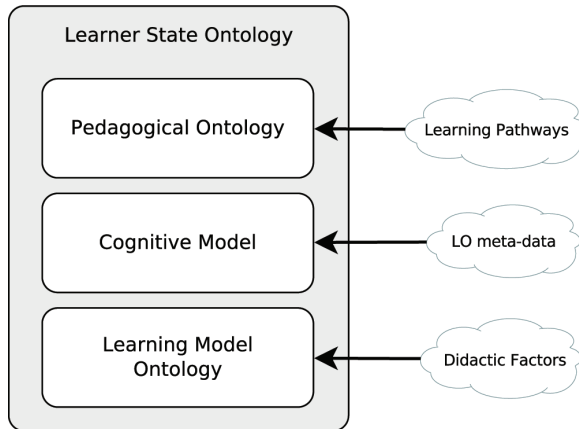 Learner State Ontology
Pedagogical Ontology
Learning Pathways
Cognitive Model
LO meta-data
Learning Model
Ontology
Didactic Factors